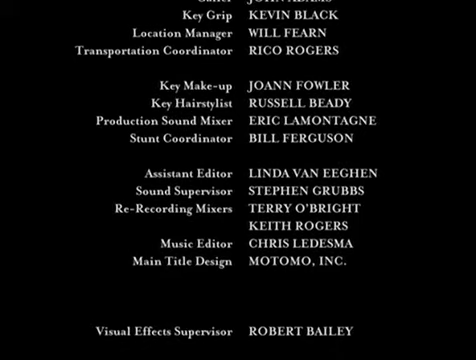 Key Grip KEVIN BLACK
Location Manager WILL FEARN
Transportation Coordinator RICO ROGERS
Key Make-up JOANN FOWLER
Key Hairstylist RUSSELL BEADY
Production Sound Mixer ERIC LAMONTAGNE
Stunt Coordinator BILL FERGUSON
Assistant Editor LINDA VAN EEGHEN
Sound Supervisor STEPHEN GRUBBS
Re-Recording Mixers TERRY O'BRIGHT
KEITH ROGERS
Music Editor CHRIS LEDESMA
Main Title Design MOTOMO, INC.
Visual Effects Supervisor ROBERT BAILEY